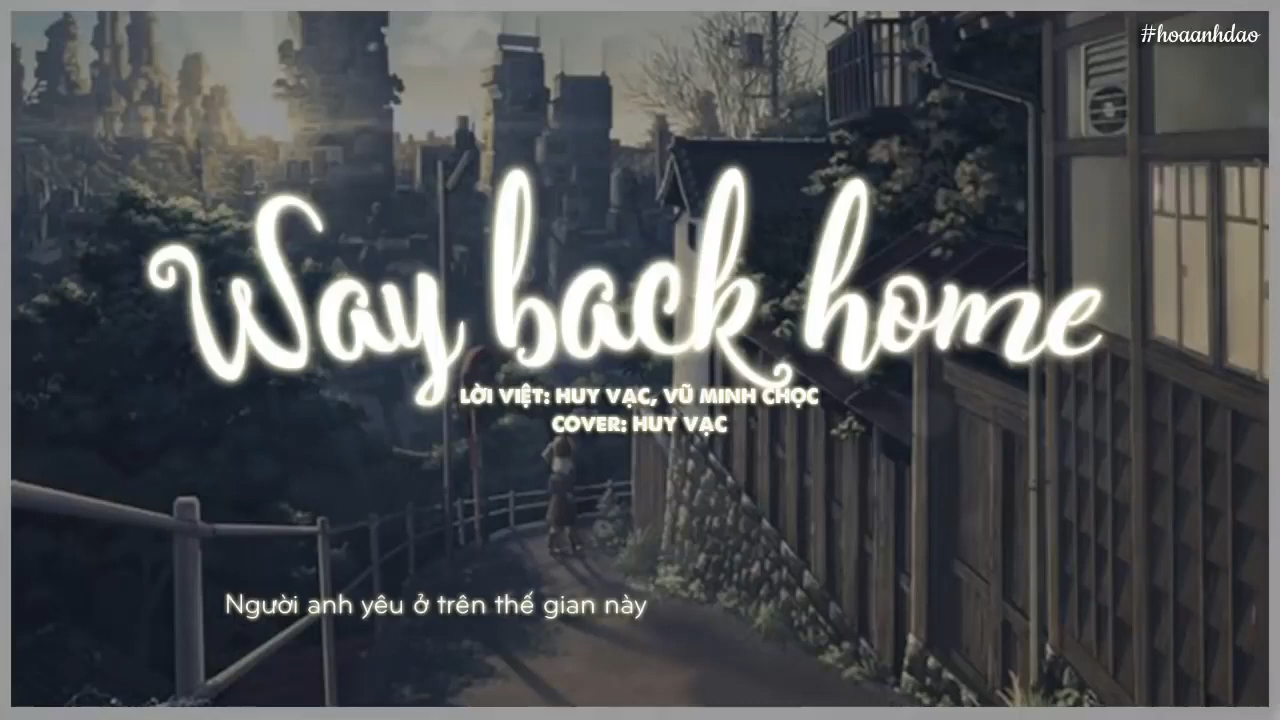 #hoaanhdao
Way back home
LỜI VIỆT: HUY VẠC, VŨ MINH CHỌC
COVER: HUY VẠC
Người anh yêu ở trên thế gian này